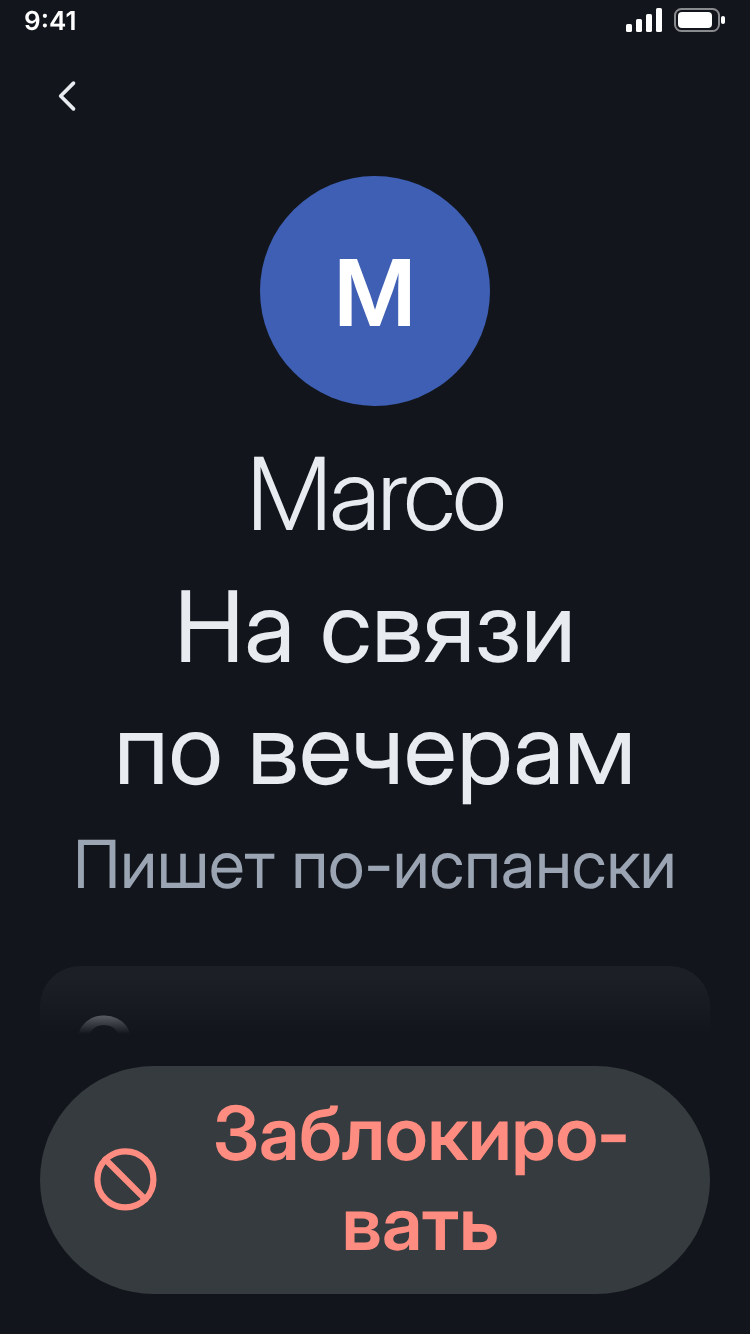 9:41
M
Marco
На связи
по вечерам
Пишет по-испански
Заблокиро-
вать